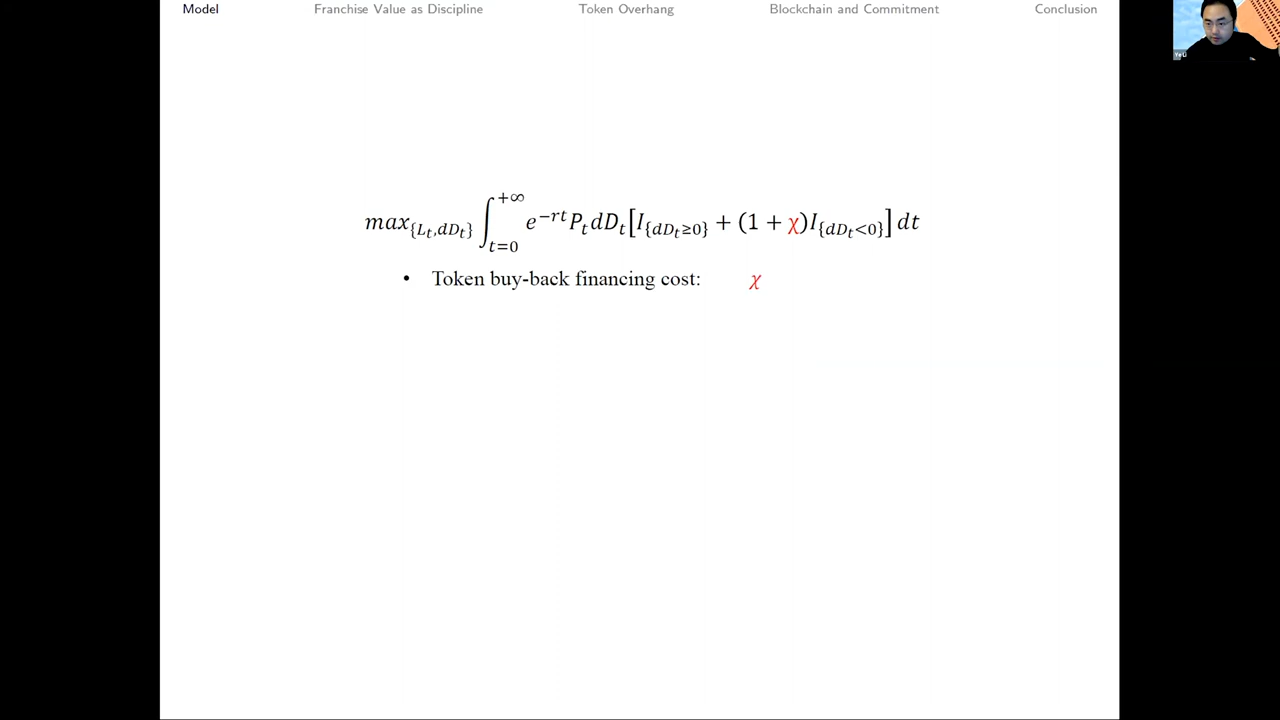 Model Franchise Value as Discipline Token Overhang Blockchain and Commitment Conclusion
max_{L_t,dD_t} ∫_{t=0}^{+∞} e^{-rt} P_t dD_t [I_{dD_t≥0} + (1 + χ)I_{dD_t<0}] dt
• Token buy-back financing cost: χ